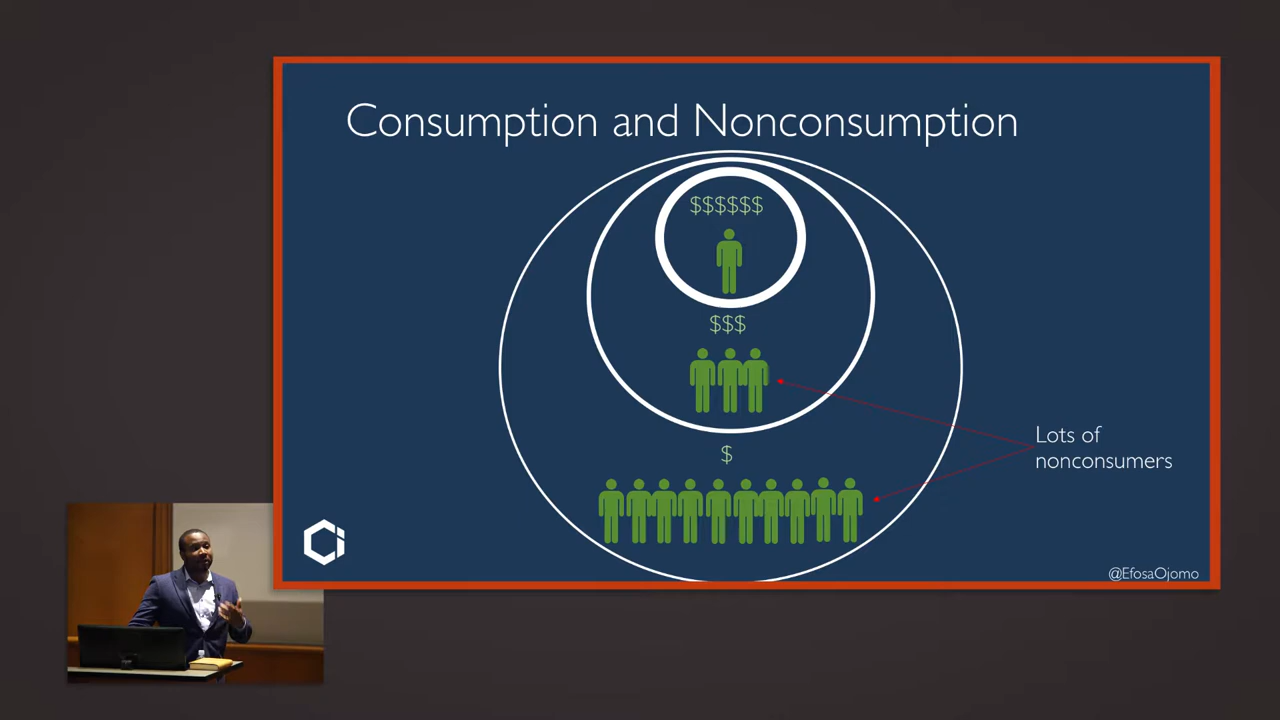 Consumption and Nonconsumption
$$$$$$
$$$
$
Lots of
nonconsumers
@EfosaOjomo